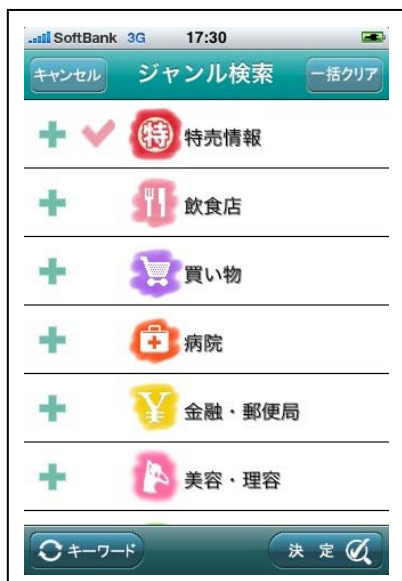 SoftBank 3G 17:30
キャンセル ジャンル検索 一括クリア
特 特売情報
飲食店
買い物
病院
¥ 金融・郵便局
美容・理容
キーワード 決 定